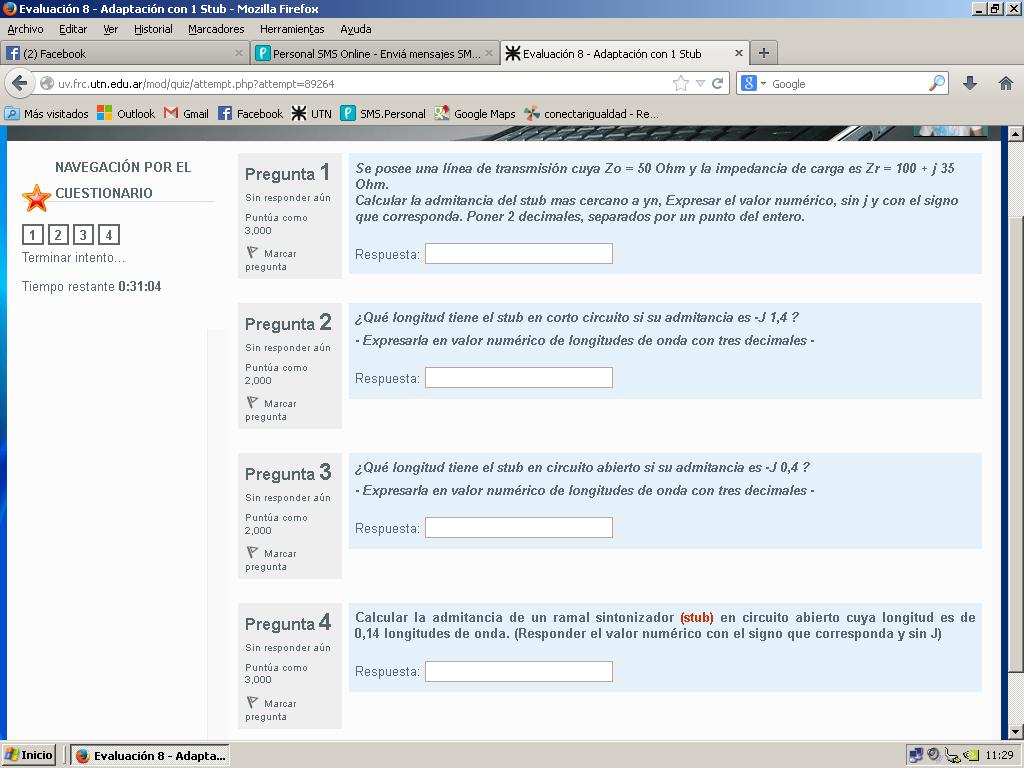 Evaluación 8 - Adaptación con 1 Stub - Mozilla Firefox
Archivo Editar Ver Historial Marcadores Herramientas Ayuda
(2) Facebook
Personal SMS Online - Enviá mensajes SM...
Evaluación 8 - Adaptación con 1 Stub
uv.frc.utn.edu.ar/mod/quiz/attempt.php?attempt=89264
Google
Más visitados Outlook Gmail Facebook UTN SMS.Personal Google Maps conectarigualdad - Re...
NAVEGACIÓN POR EL
CUESTIONARIO
1 2 3 4
Terminar intento...
Tiempo restante 0:31:04
Pregunta 1
Sin responder aún
Puntúa como
3,000
Marcar
pregunta
Se posee una línea de transmisión cuya Zo = 50 Ohm y la impedancia de carga es Zr = 100 + j 35
Ohm.
Calcular la admitancia del stub mas cercano a yn, Expresar el valor numérico, sin j y con el signo
que corresponda. Poner 2 decimales, separados por un punto del entero.
Respuesta:
Pregunta 2
Sin responder aún
Puntúa como
2,000
Marcar
pregunta
¿Qué longitud tiene el stub en corto circuito si su admitancia es -J 1,4 ?
- Expresarla en valor numérico de longitudes de onda con tres decimales -
Respuesta:
Pregunta 3
Sin responder aún
Puntúa como
2,000
Marcar
pregunta
¿Qué longitud tiene el stub en circuito abierto si su admitancia es -J 0,4 ?
- Expresarla en valor numérico de longitudes de onda con tres decimales -
Respuesta:
Pregunta 4
Sin responder aún
Puntúa como
3,000
Marcar
pregunta
Calcular la admitancia de un ramal sintonizador (stub) en circuito abierto cuya longitud es de
0,14 longitudes de onda. (Responder el valor numérico con el signo que corresponda y sin J)
Respuesta:
Inicio
Evaluación 8 - Adapta...
11:29